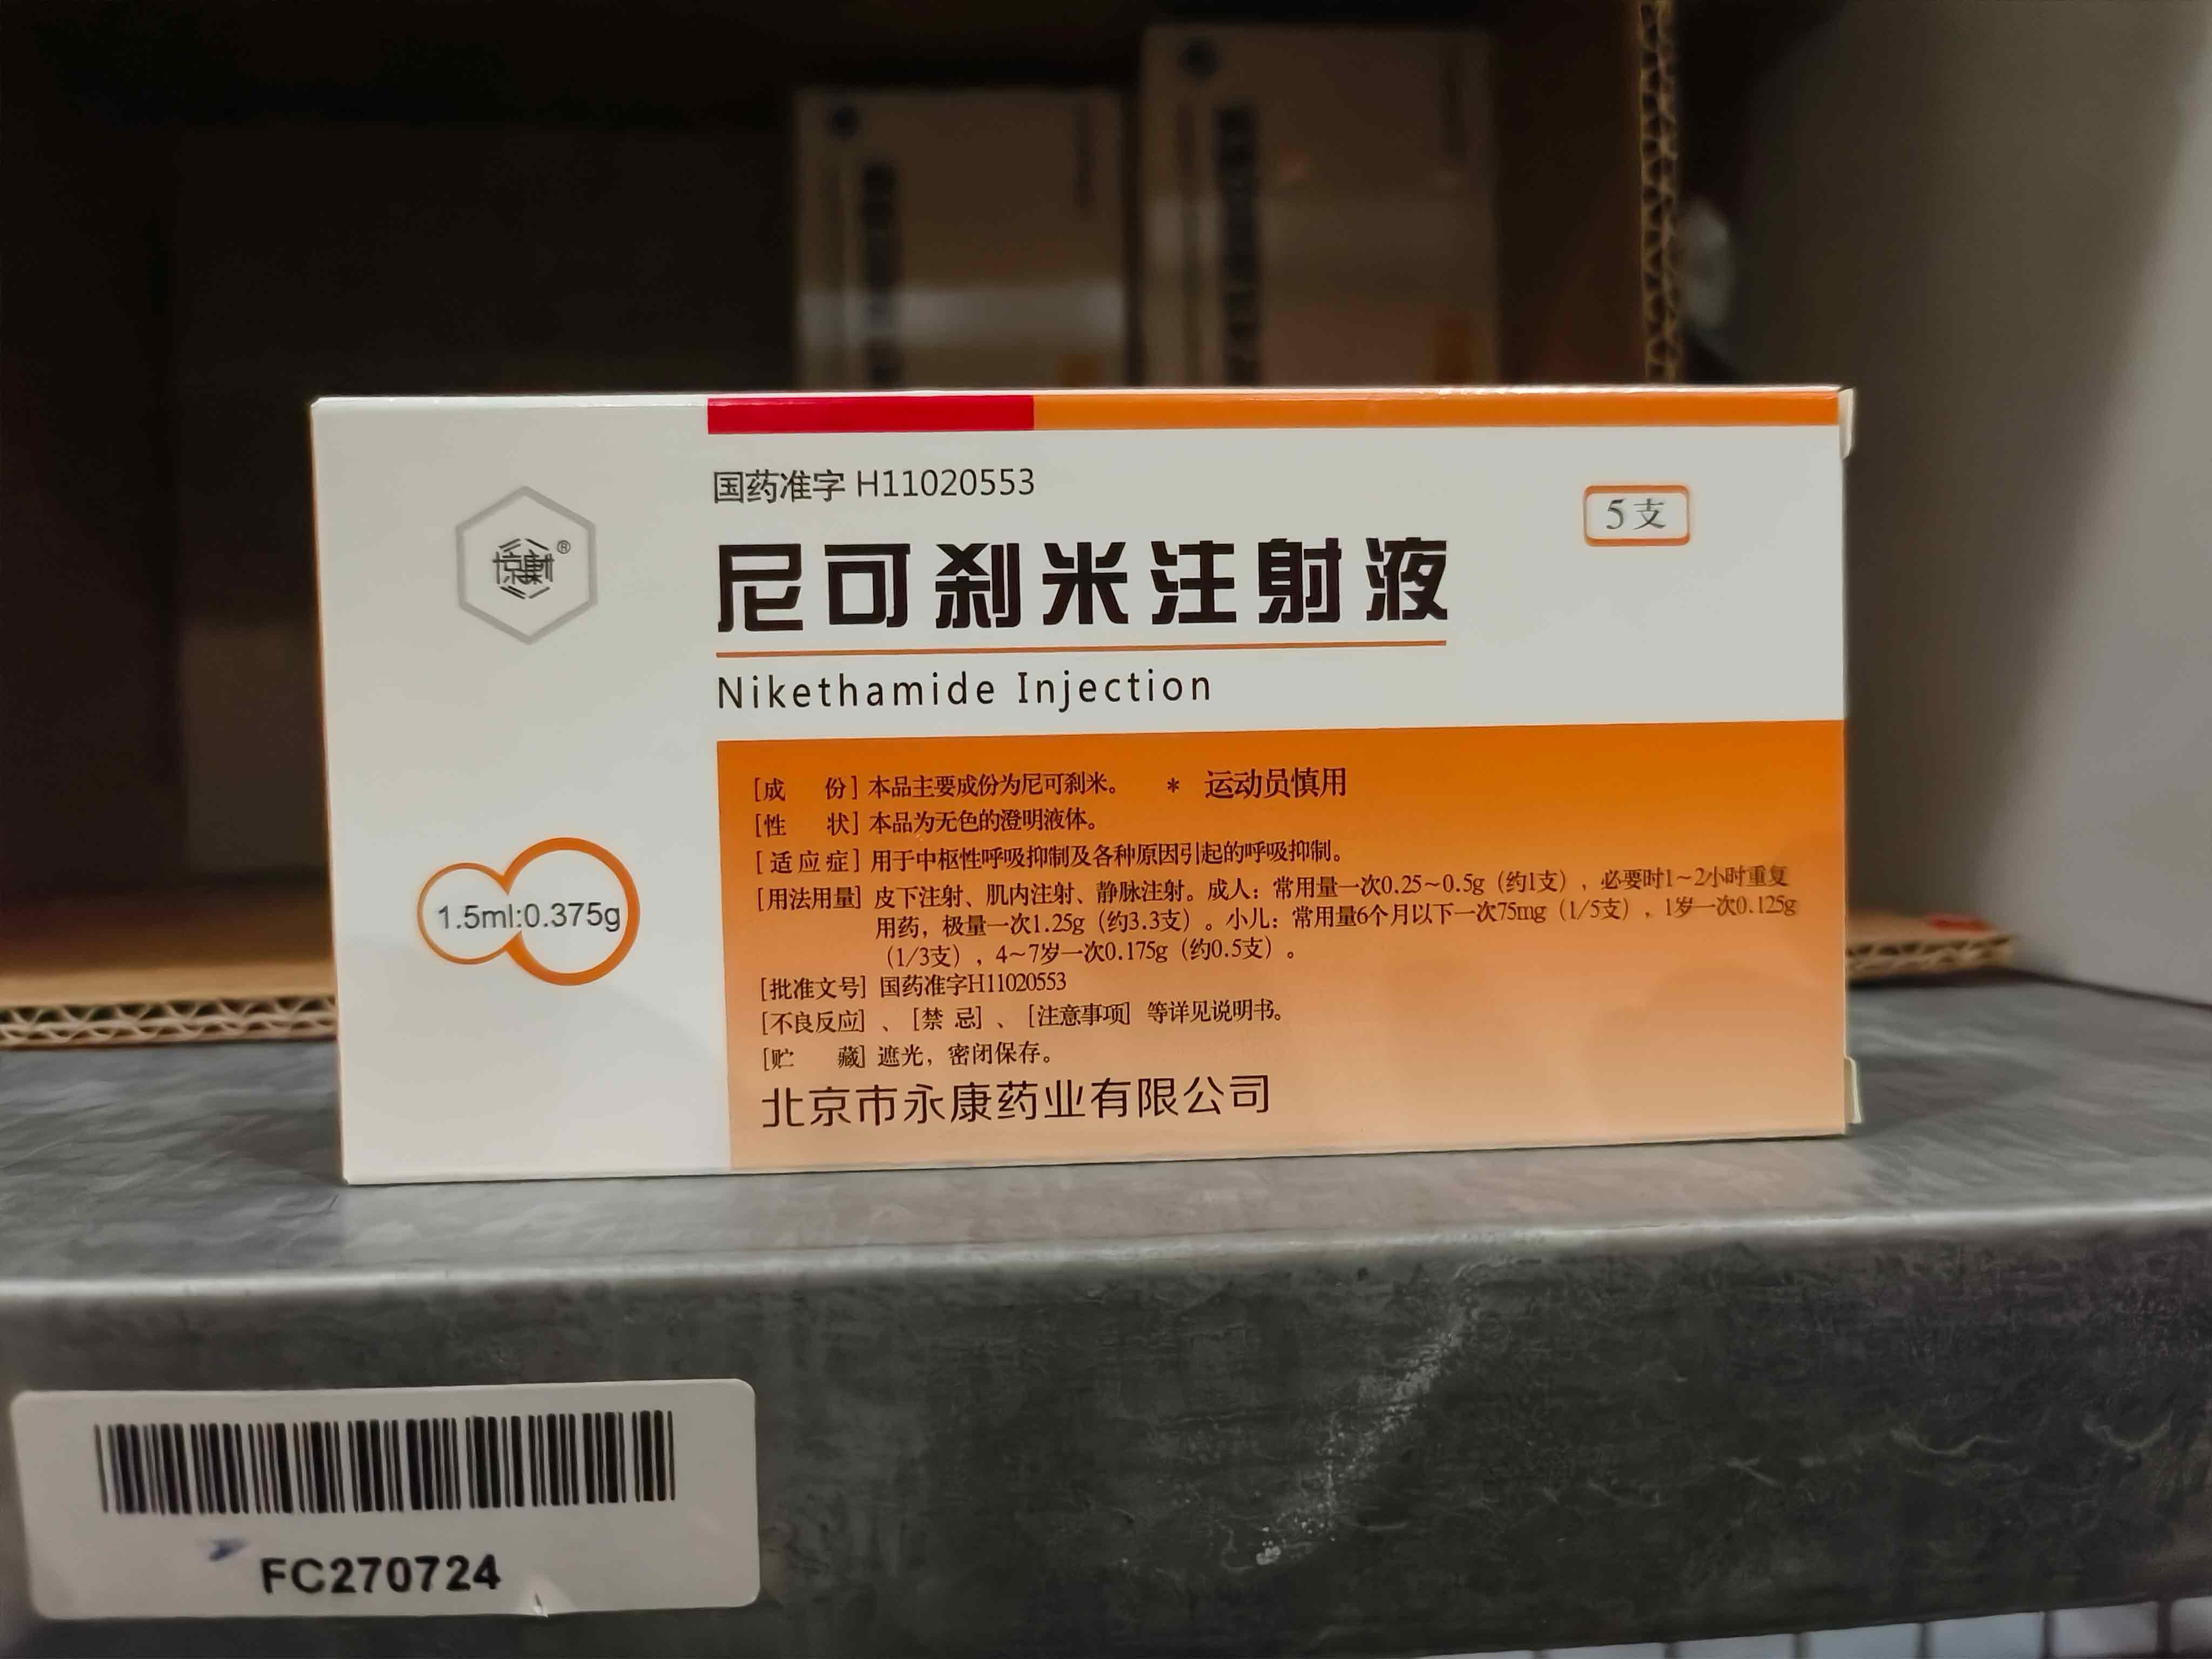 国药准字 H11020553
5支
惊康®
尼可刹米注射液
Nikethamide Injection
[成 份] 本品主要成份为尼可刹米。 * 运动员慎用
[性 状] 本品为无色的澄明液体。
[适应症] 用于中枢性呼吸抑制及各种原因引起的呼吸抑制。
[用法用量] 皮下注射、肌内注射、静脉注射。成人：常用量一次0.25~0.5g（约1支），必要时1~2小时重复
用药，极量一次1.25g（约3.3支）。小儿：常用量6个月以下一次75mg（1/5支），1岁一次0.125g
（1/3支），4~7岁一次0.175g（约0.5支）。
1.5ml:0.375g
[批准文号] 国药准字H11020553
[不良反应]、[禁 忌]、[注意事项] 等详见说明书。
[贮 藏] 遮光，密闭保存。
北京市永康药业有限公司
FC270724